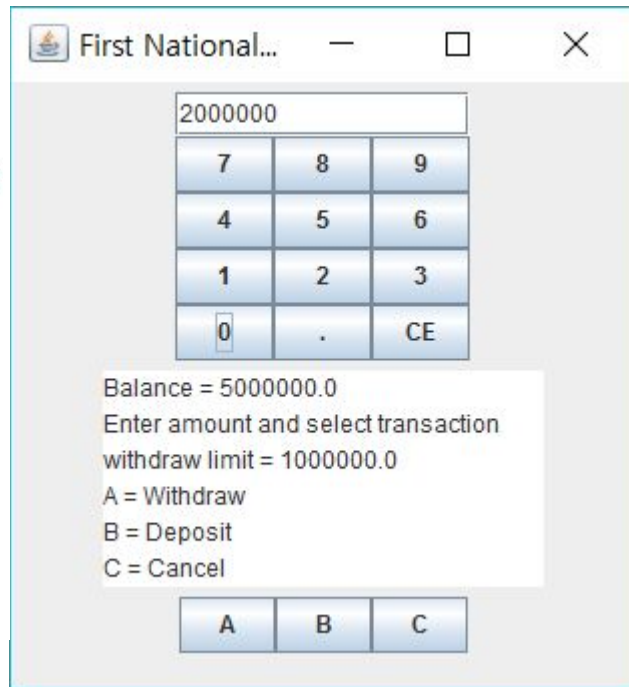 First National...
2000000
7 8 9
4 5 6
1 2 3
0 . CE
Balance = 5000000.0
Enter amount and select transaction
withdraw limit = 1000000.0
A = Withdraw
B = Deposit
C = Cancel
A B C